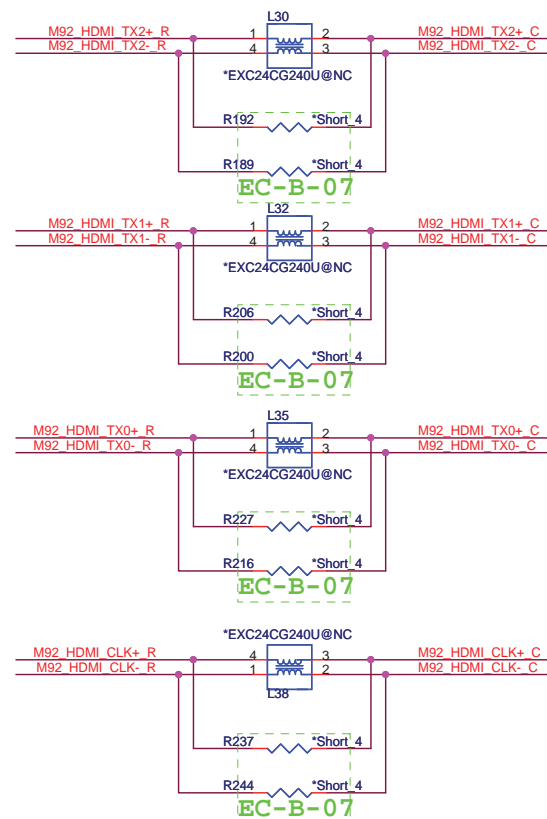 L30
M92_HDMI_TX2+_R 1 2 M92_HDMI_TX2+_C
M92_HDMI_TX2-_R 4 3 M92_HDMI_TX2-_C
*EXC24CG240U@NC
R192 *Short_4
R189 *Short_4
EC-B-07
L32
M92_HDMI_TX1+_R 1 2 M92_HDMI_TX1+_C
M92_HDMI_TX1-_R 4 3 M92_HDMI_TX1-_C
*EXC24CG240U@NC
R206 *Short_4
R200 *Short_4
EC-B-07
L35
M92_HDMI_TX0+_R 1 2 M92_HDMI_TX0+_C
M92_HDMI_TX0-_R 4 3 M92_HDMI_TX0-_C
*EXC24CG240U@NC
R227 *Short_4
R216 *Short_4
EC-B-07
*EXC24CG240U@NC
M92_HDMI_CLK+_R 4 3 M92_HDMI_CLK+_C
M92_HDMI_CLK-_R 1 2 M92_HDMI_CLK-_C
L38
R237 *Short_4
R244 *Short_4
EC-B-07